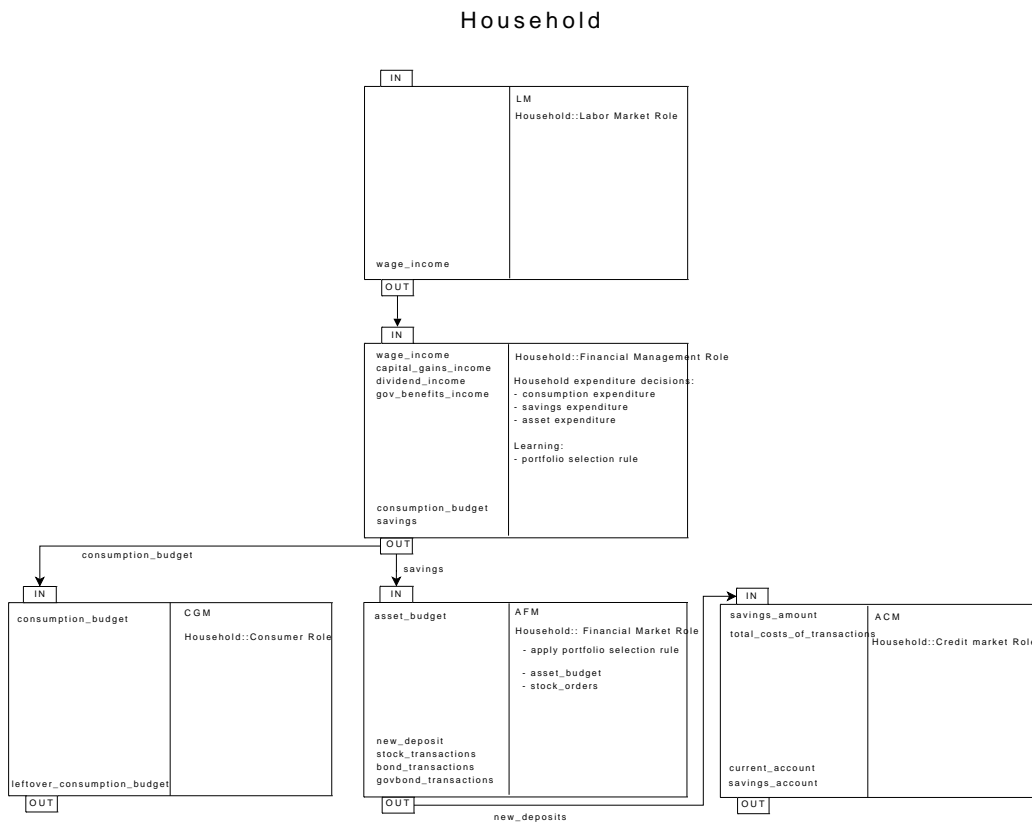 Household
IN
LM
Household::Labor Market Role
wage_income
OUT
IN
wage_income
capital_gains_income
dividend_income
gov_benefits_income
Household::Financial Management Role
Household expenditure decisions:
- consumption expenditure
- savings expenditure
- asset expenditure
Learning:
- portfolio selection rule
consumption_budget
savings
OUT
consumption_budget
savings
IN
consumption_budget
CGM
Household::Consumer Role
leftover_consumption_budget
OUT
IN
asset_budget
AFM
Household:: Financial Market Role
- apply portfolio selection rule
- asset_budget
- stock_orders
new_deposit
stock_transactions
bond_transactions
govbond_transactions
OUT
new_deposits
IN
savings_amount
total_costs_of_transactions
ACM
Household::Credit market Role
current_account
savings_account
OUT